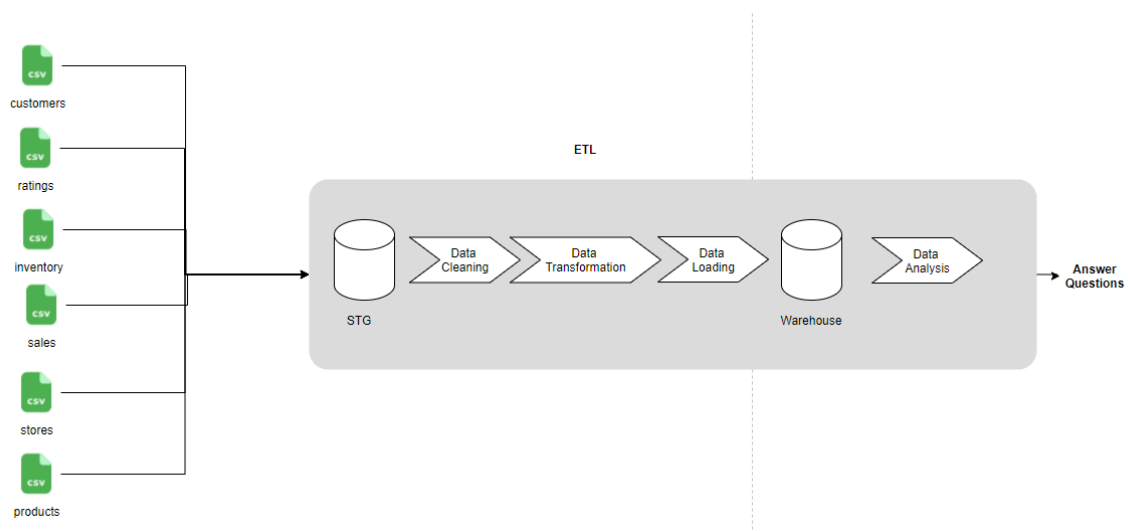 CSV
customers
CSV
ratings
CSV
inventory
CSV
sales
CSV
stores
CSV
products
ETL
STG
Data
Cleaning
Data
Transformation
Data
Loading
Warehouse
Data
Analysis
Answer
Questions